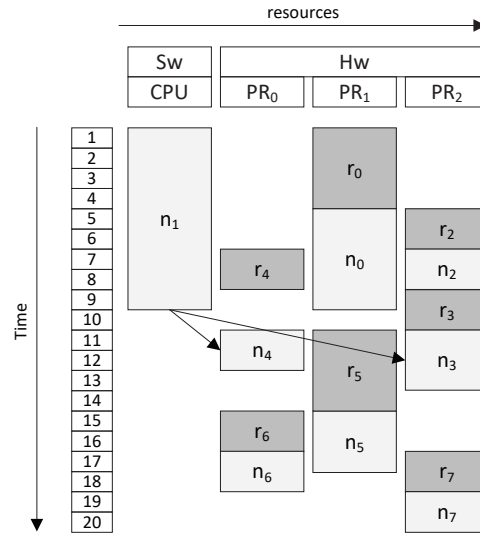 resources
Sw Hw
CPU PR₀ PR₁ PR₂
Time
1
2
3 r₀
4
5
6 n₁ r₂
7
8 r₄ n₀ n₂
9
10 r₃
11
12 n₄ n₃
13 r₅
14
15
16 r₆ n₅
17
18 n₆ r₇
19
20 n₇